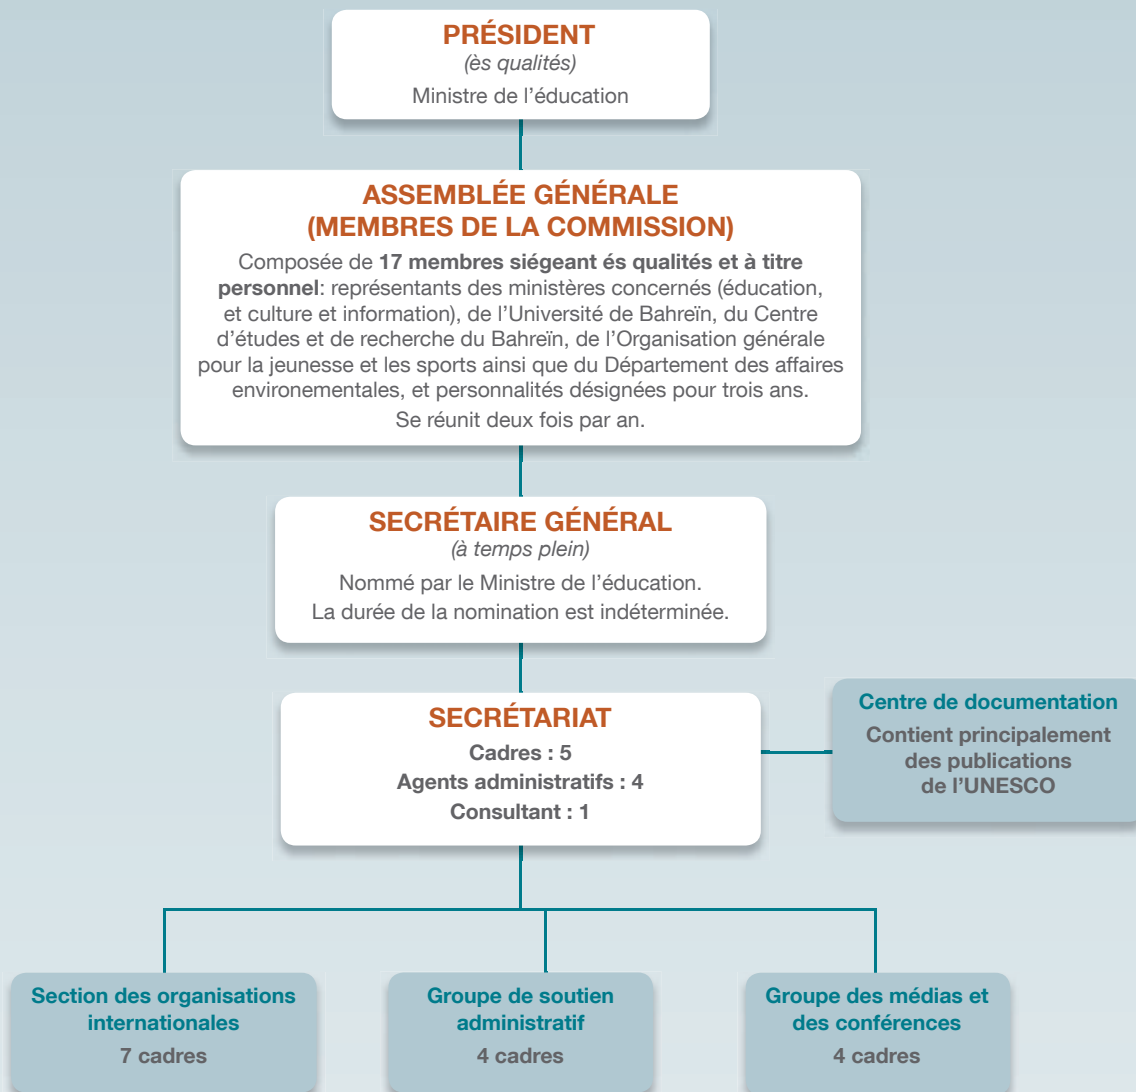 PRÉSIDENT
(ès qualités)
Ministre de l'éducation
ASSEMBLÉE GÉNÉRALE
(MEMBRES DE LA COMMISSION)
Composée de 17 membres siégeant és qualités et à titre
personnel: représentants des ministères concernés (éducation,
et culture et information), de l'Université de Bahreïn, du Centre
d'études et de recherche du Bahreïn, de l'Organisation générale
pour la jeunesse et les sports ainsi que du Département des affaires
environementales, et personnalités désignées pour trois ans.
Se réunit deux fois par an.
SECRÉTAIRE GÉNÉRAL
(à temps plein)
Nommé par le Ministre de l'éducation.
La durée de la nomination est indéterminée.
SECRÉTARIAT
Cadres : 5
Agents administratifs : 4
Consultant : 1
Centre de documentation
Contient principalement
des publications
de l'UNESCO
Section des organisations
internationales
7 cadres
Groupe de soutien
administratif
4 cadres
Groupe des médias et
des conférences
4 cadres